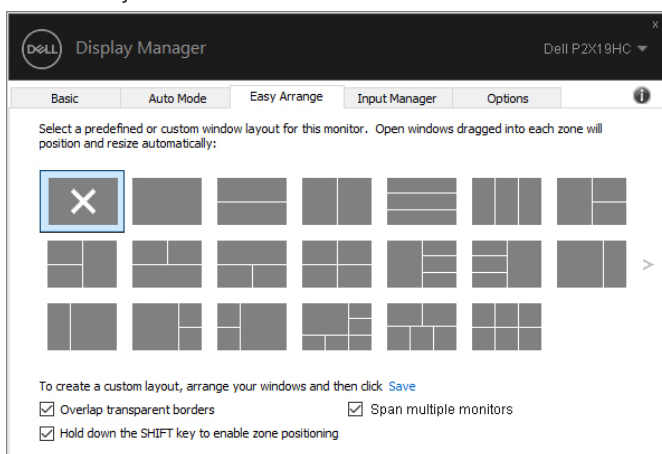 x
DELL Display Manager Dell P2X19HC
Basic Auto Mode Easy Arrange Input Manager Options i
Select a predefined or custom window layout for this monitor. Open windows dragged into each zone will
position and resize automatically:
>
To create a custom layout, arrange your windows and then click Save
Overlap transparent borders Span multiple monitors
Hold down the SHIFT key to enable zone positioning